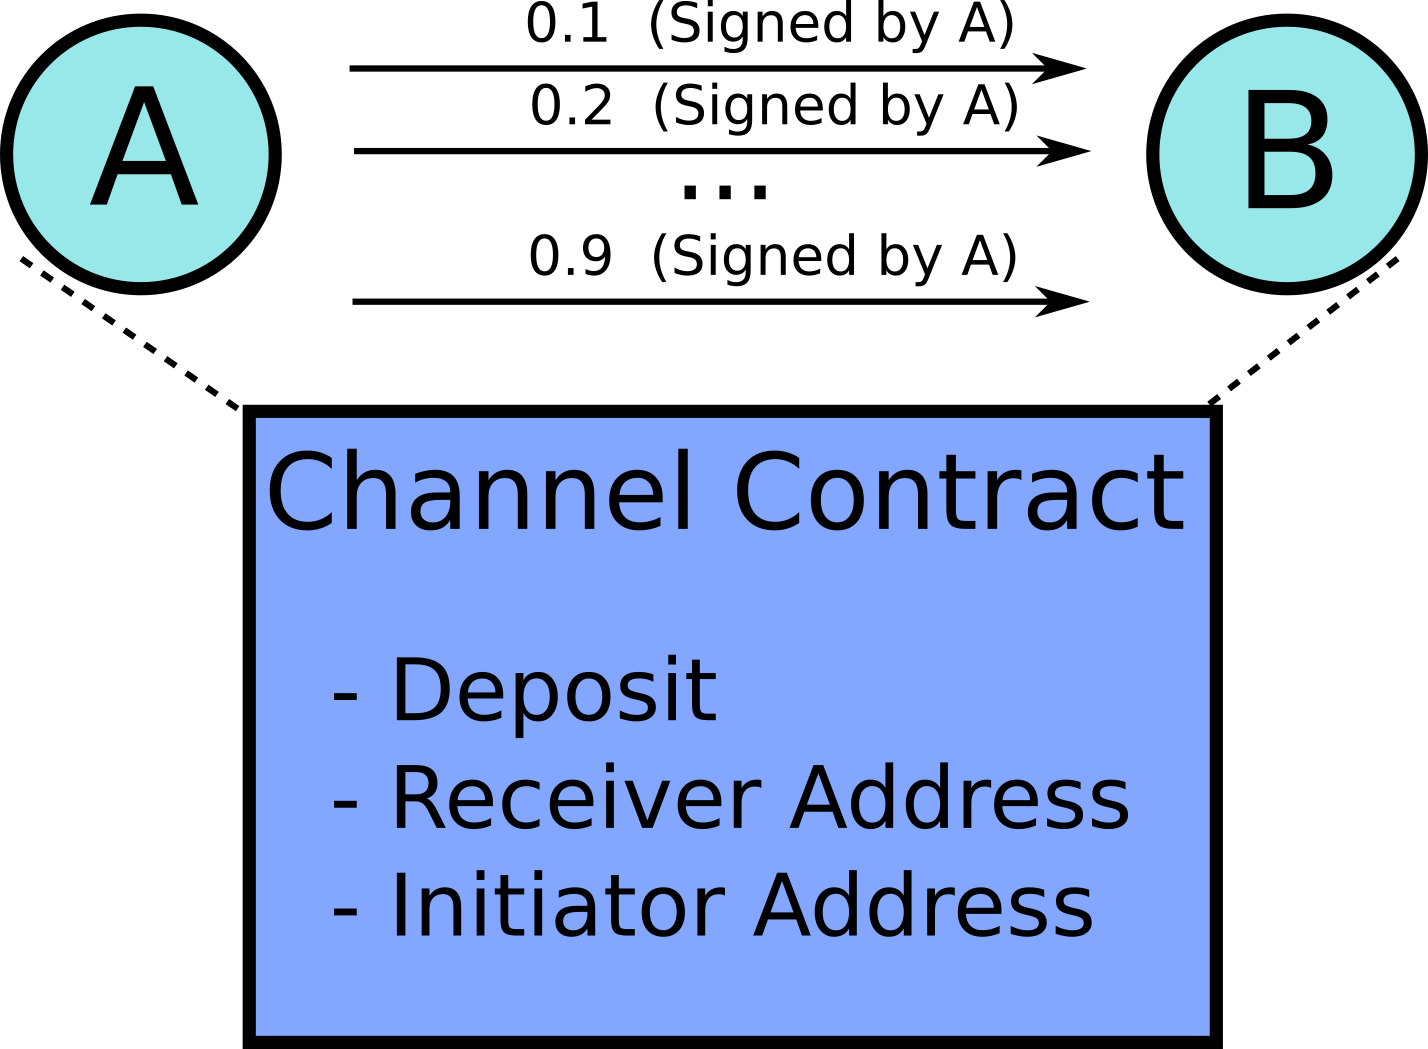 0.1 (Signed by A)
A
B
0.2 (Signed by A)
...
0.9 (Signed by A)
Channel Contract
- Deposit
- Receiver Address
- Initiator Address